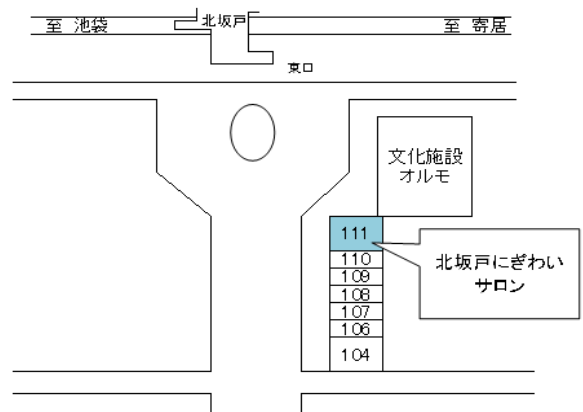 至 池袋
北坂戸
至 寄居
東口
文化施設
オルモ
111
北坂戸にぎわい
サロン
110
109
108
107
106
104